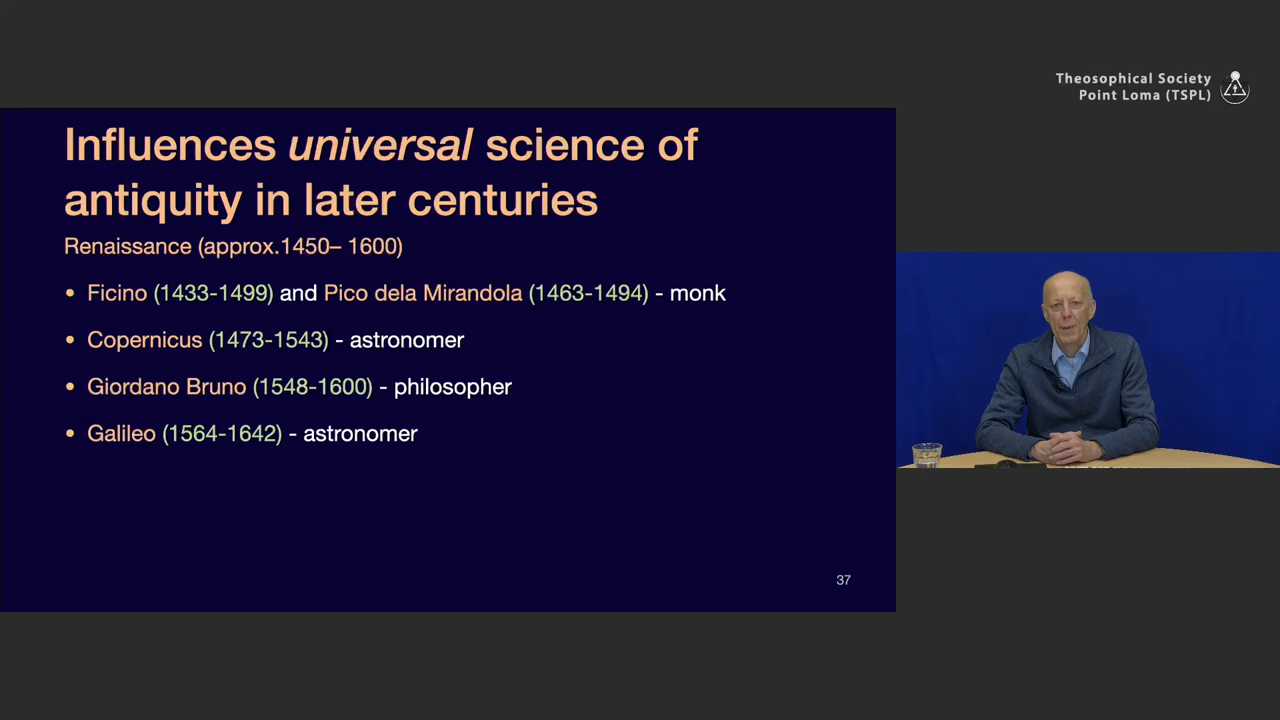 Theosophical Society
Point Loma (TSPL)
Influences universal science of
antiquity in later centuries
Renaissance (approx.1450– 1600)
• Ficino (1433-1499) and Pico dela Mirandola (1463-1494) - monk
• Copernicus (1473-1543) - astronomer
• Giordano Bruno (1548-1600) - philosopher
• Galileo (1564-1642) - astronomer
37